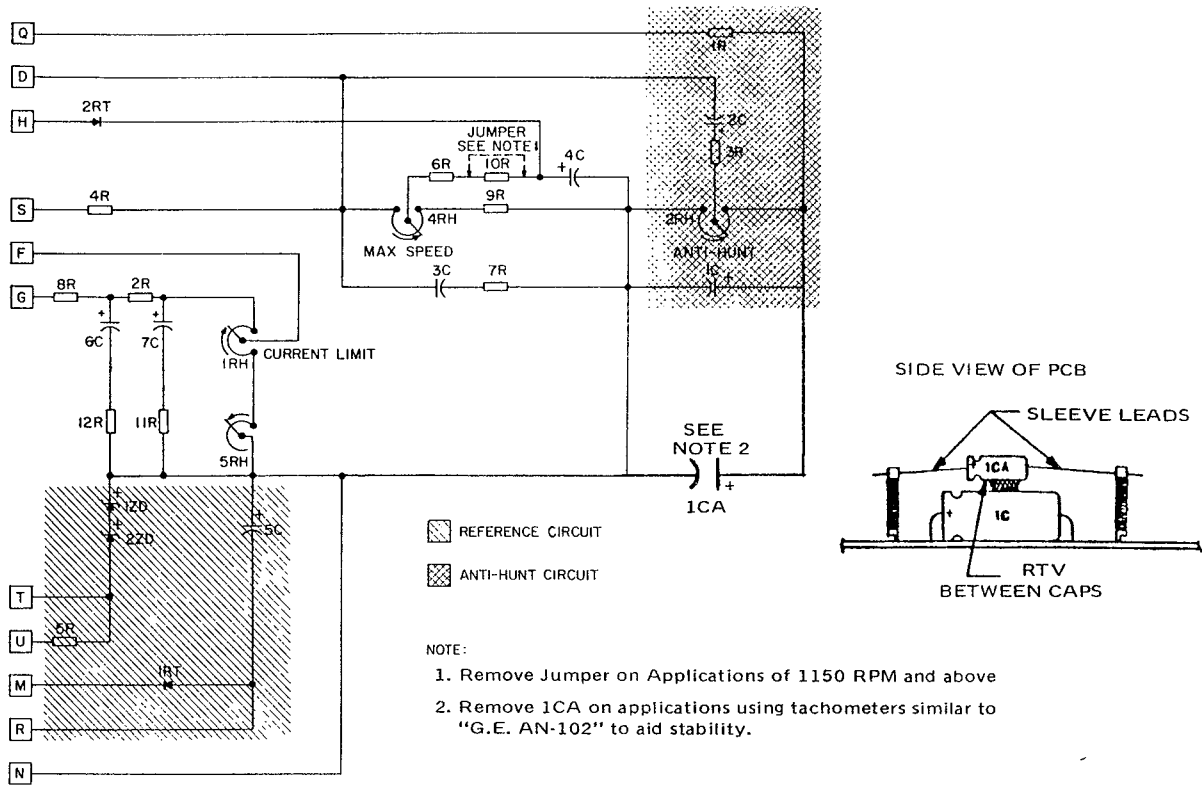 Q
1R
D
2C
H
2RT
JUMPER
SEE NOTE 1
3R
6R
10R
4C
+
S
4R
4RH
9R
2RH
MAX SPEED
ANTI-HUNT
F
3C
7R
1C
+
G
8R
2R
+
6C
+
7C
1RH
CURRENT LIMIT
12R
11R
5RH
SEE
NOTE 2
+
1CA
+
1ZD
+
2ZD
+
5C
T
U
5R
M
1RT
R
N
REFERENCE CIRCUIT
ANTI-HUNT CIRCUIT
SIDE VIEW OF PCB
SLEEVE LEADS
+
1CA
+
1C
RTV
BETWEEN CAPS
NOTE:
1. Remove Jumper on Applications of 1150 RPM and above
2. Remove 1CA on applications using tachometers similar to
"G.E. AN-102" to aid stability.